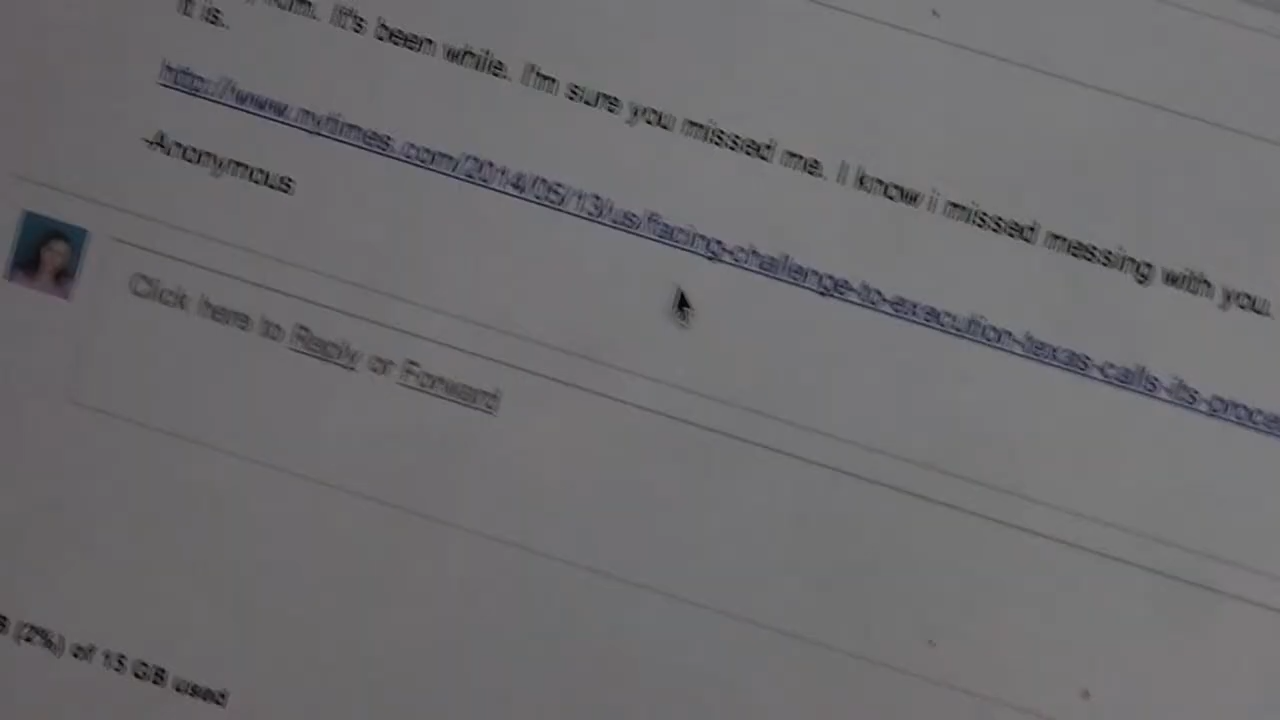 It's been while. I'm sure you missed me. I know i missed messing with you.
it is.
http://www.nytimes.com/2014/05/13/us/facing-challenge-to-execution-texas-calls-its-proce
-Anonymous
Click here to Reply or Forward
(2%) of 15 GB used